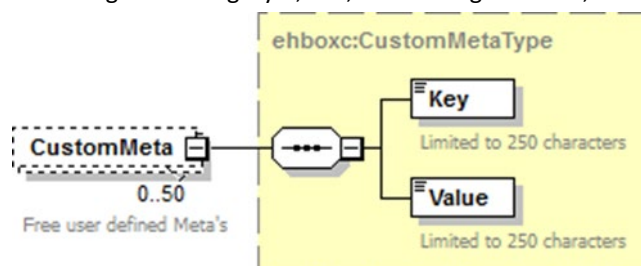 ehboxc:CustomMetaType
Key
Limited to 250 characters
CustomMeta
0..50
Free user defined Meta's
Value
Limited to 250 characters